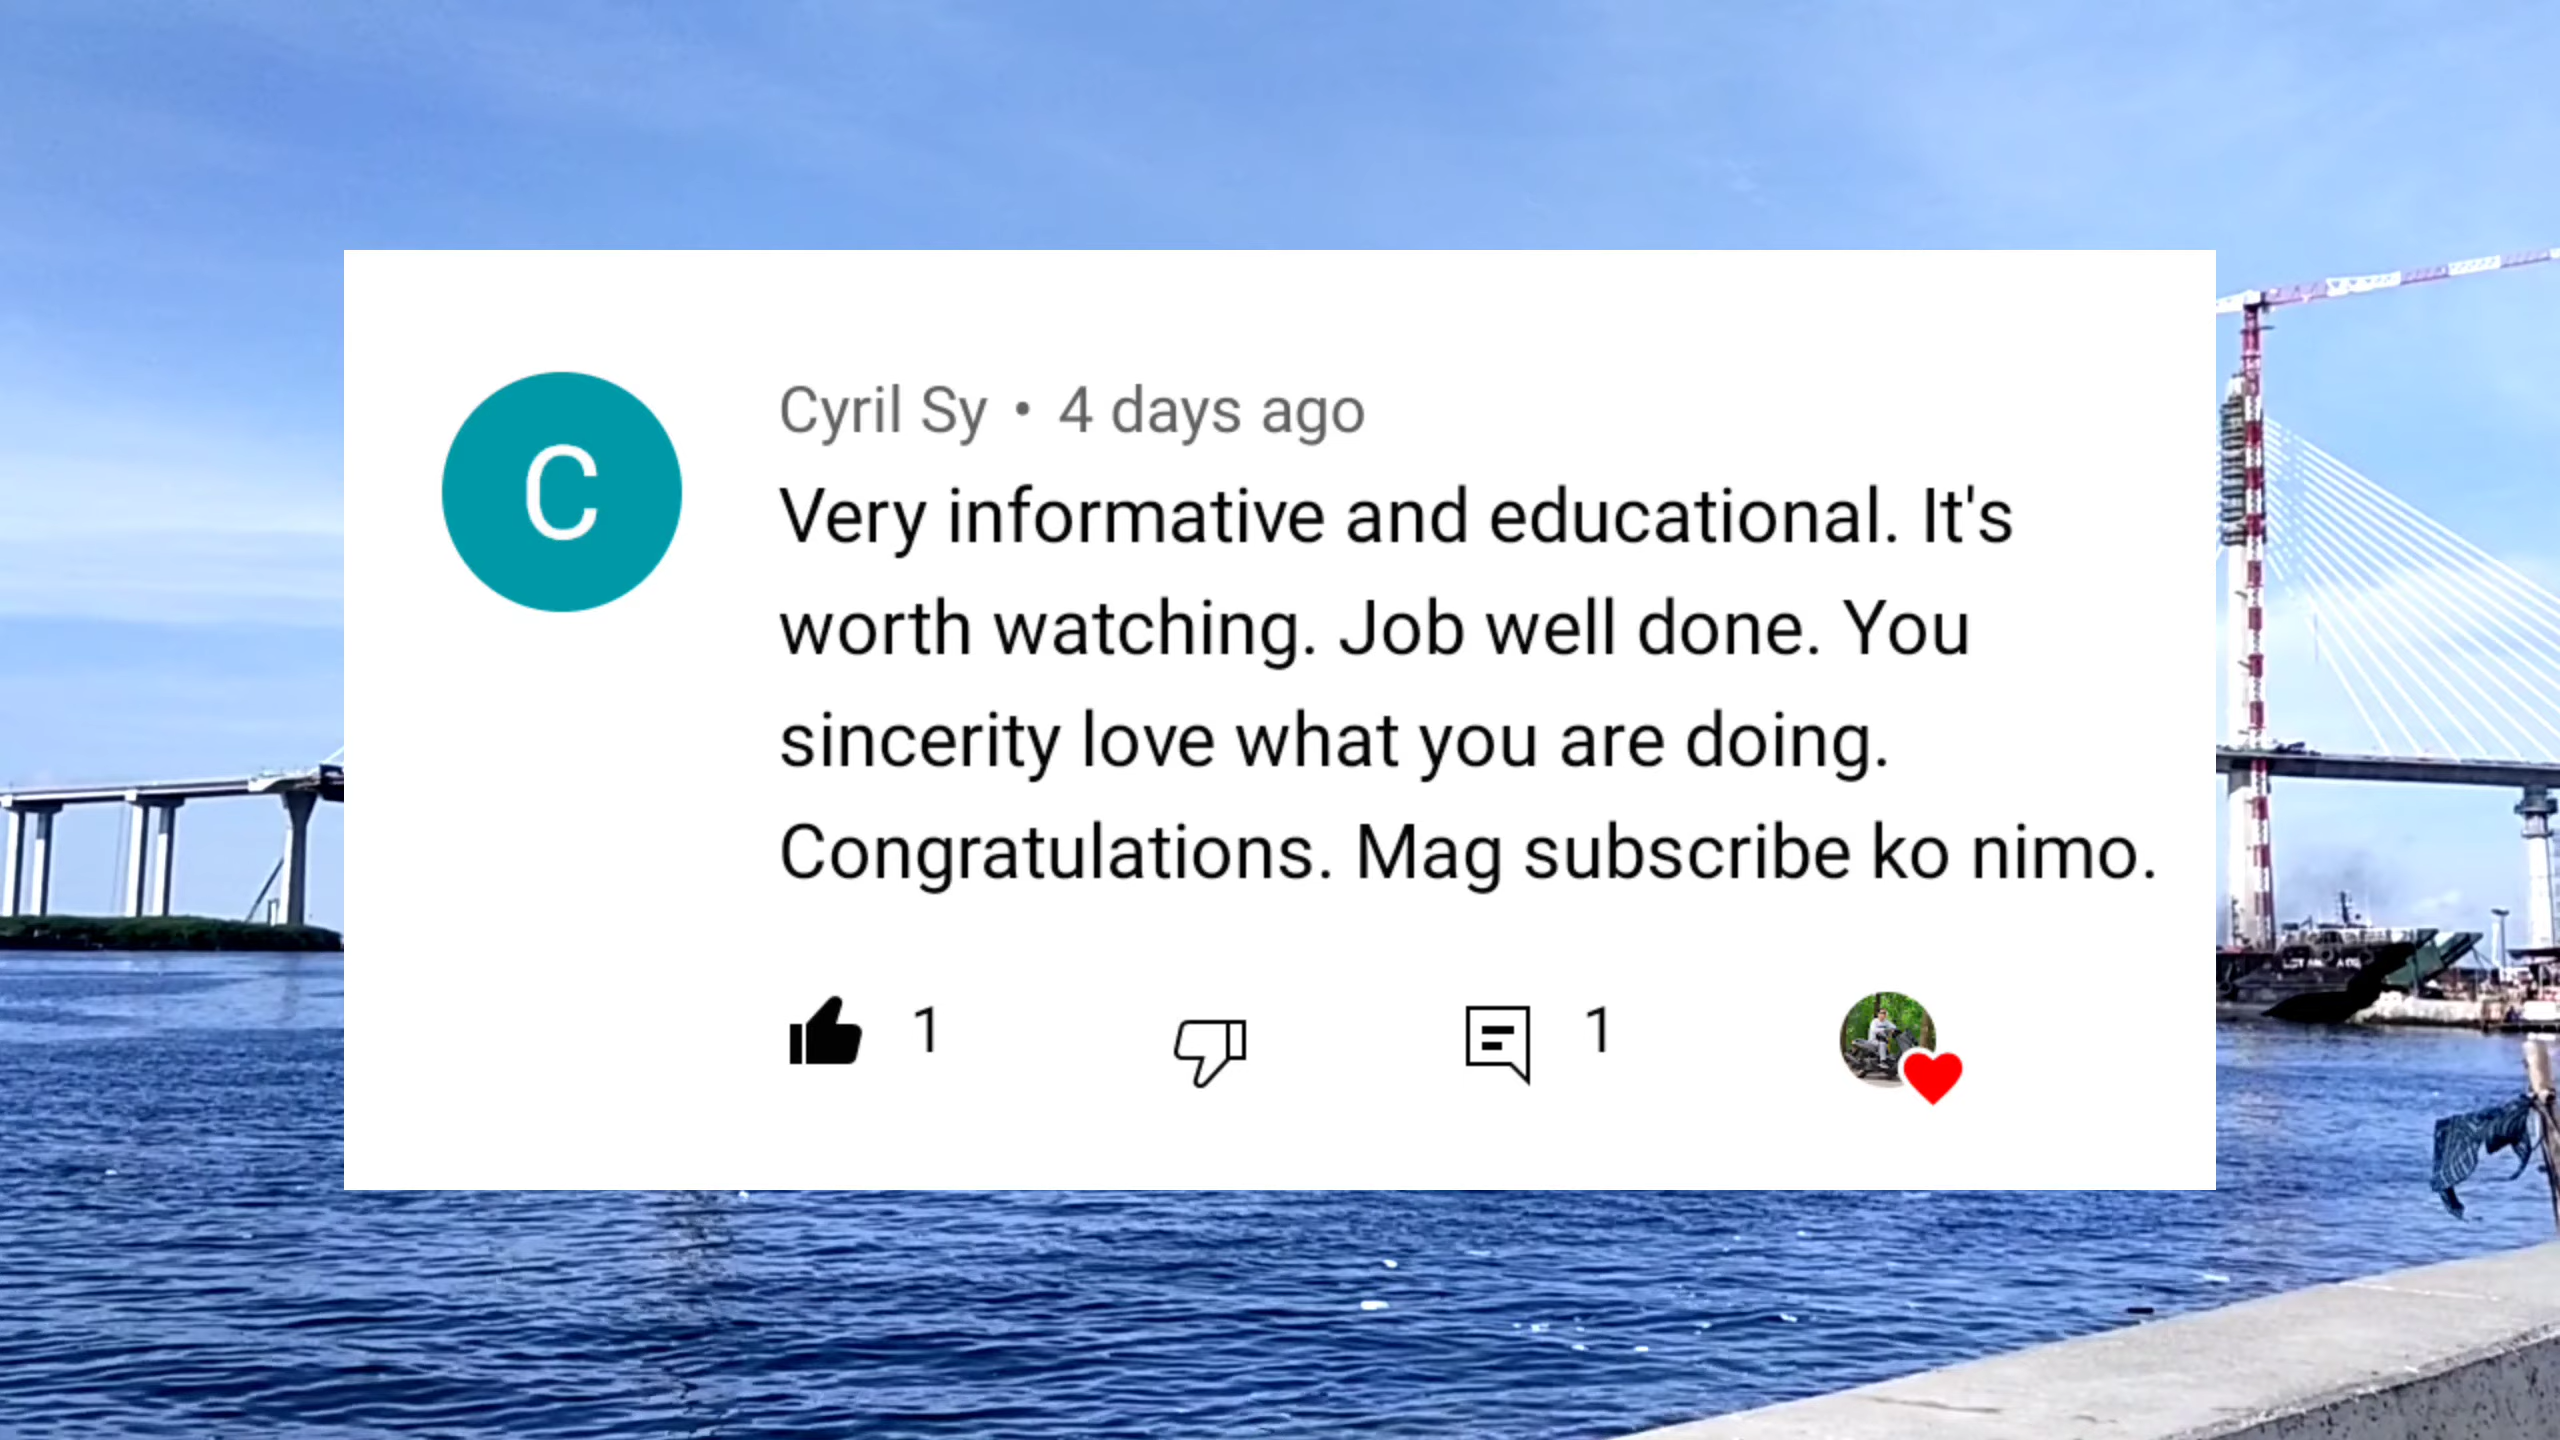 C
Cyril Sy • 4 days ago
Very informative and educational. It's
worth watching. Job well done. You
sincerity love what you are doing.
Congratulations. Mag subscribe ko nimo.
1 1